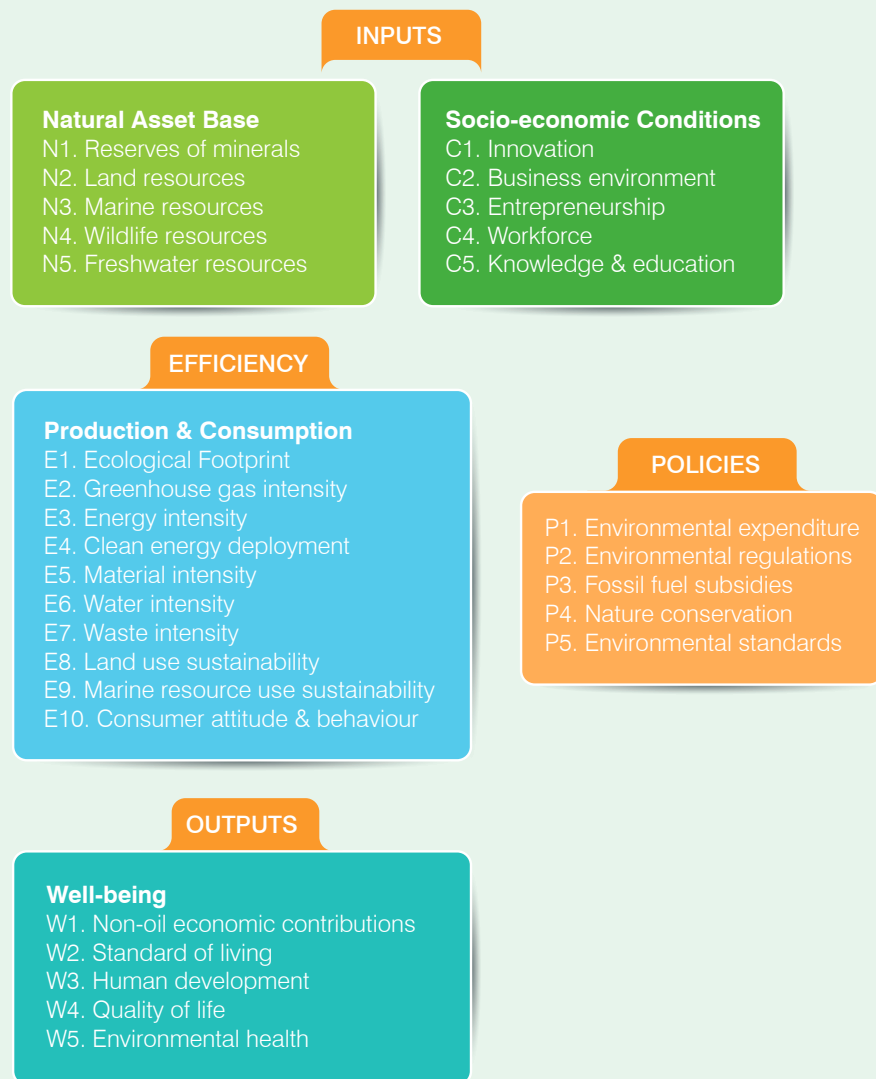 INPUTS
Natural Asset Base
N1. Reserves of minerals
N2. Land resources
N3. Marine resources
N4. Wildlife resources
N5. Freshwater resources
Socio-economic Conditions
C1. Innovation
C2. Business environment
C3. Entrepreneurship
C4. Workforce
C5. Knowledge & education
EFFICIENCY
Production & Consumption
E1. Ecological Footprint
E2. Greenhouse gas intensity
E3. Energy intensity
E4. Clean energy deployment
E5. Material intensity
E6. Water intensity
E7. Waste intensity
E8. Land use sustainability
E9. Marine resource use sustainability
E10. Consumer attitude & behaviour
POLICIES
P1. Environmental expenditure
P2. Environmental regulations
P3. Fossil fuel subsidies
P4. Nature conservation
P5. Environmental standards
OUTPUTS
Well-being
W1. Non-oil economic contributions
W2. Standard of living
W3. Human development
W4. Quality of life
W5. Environmental health